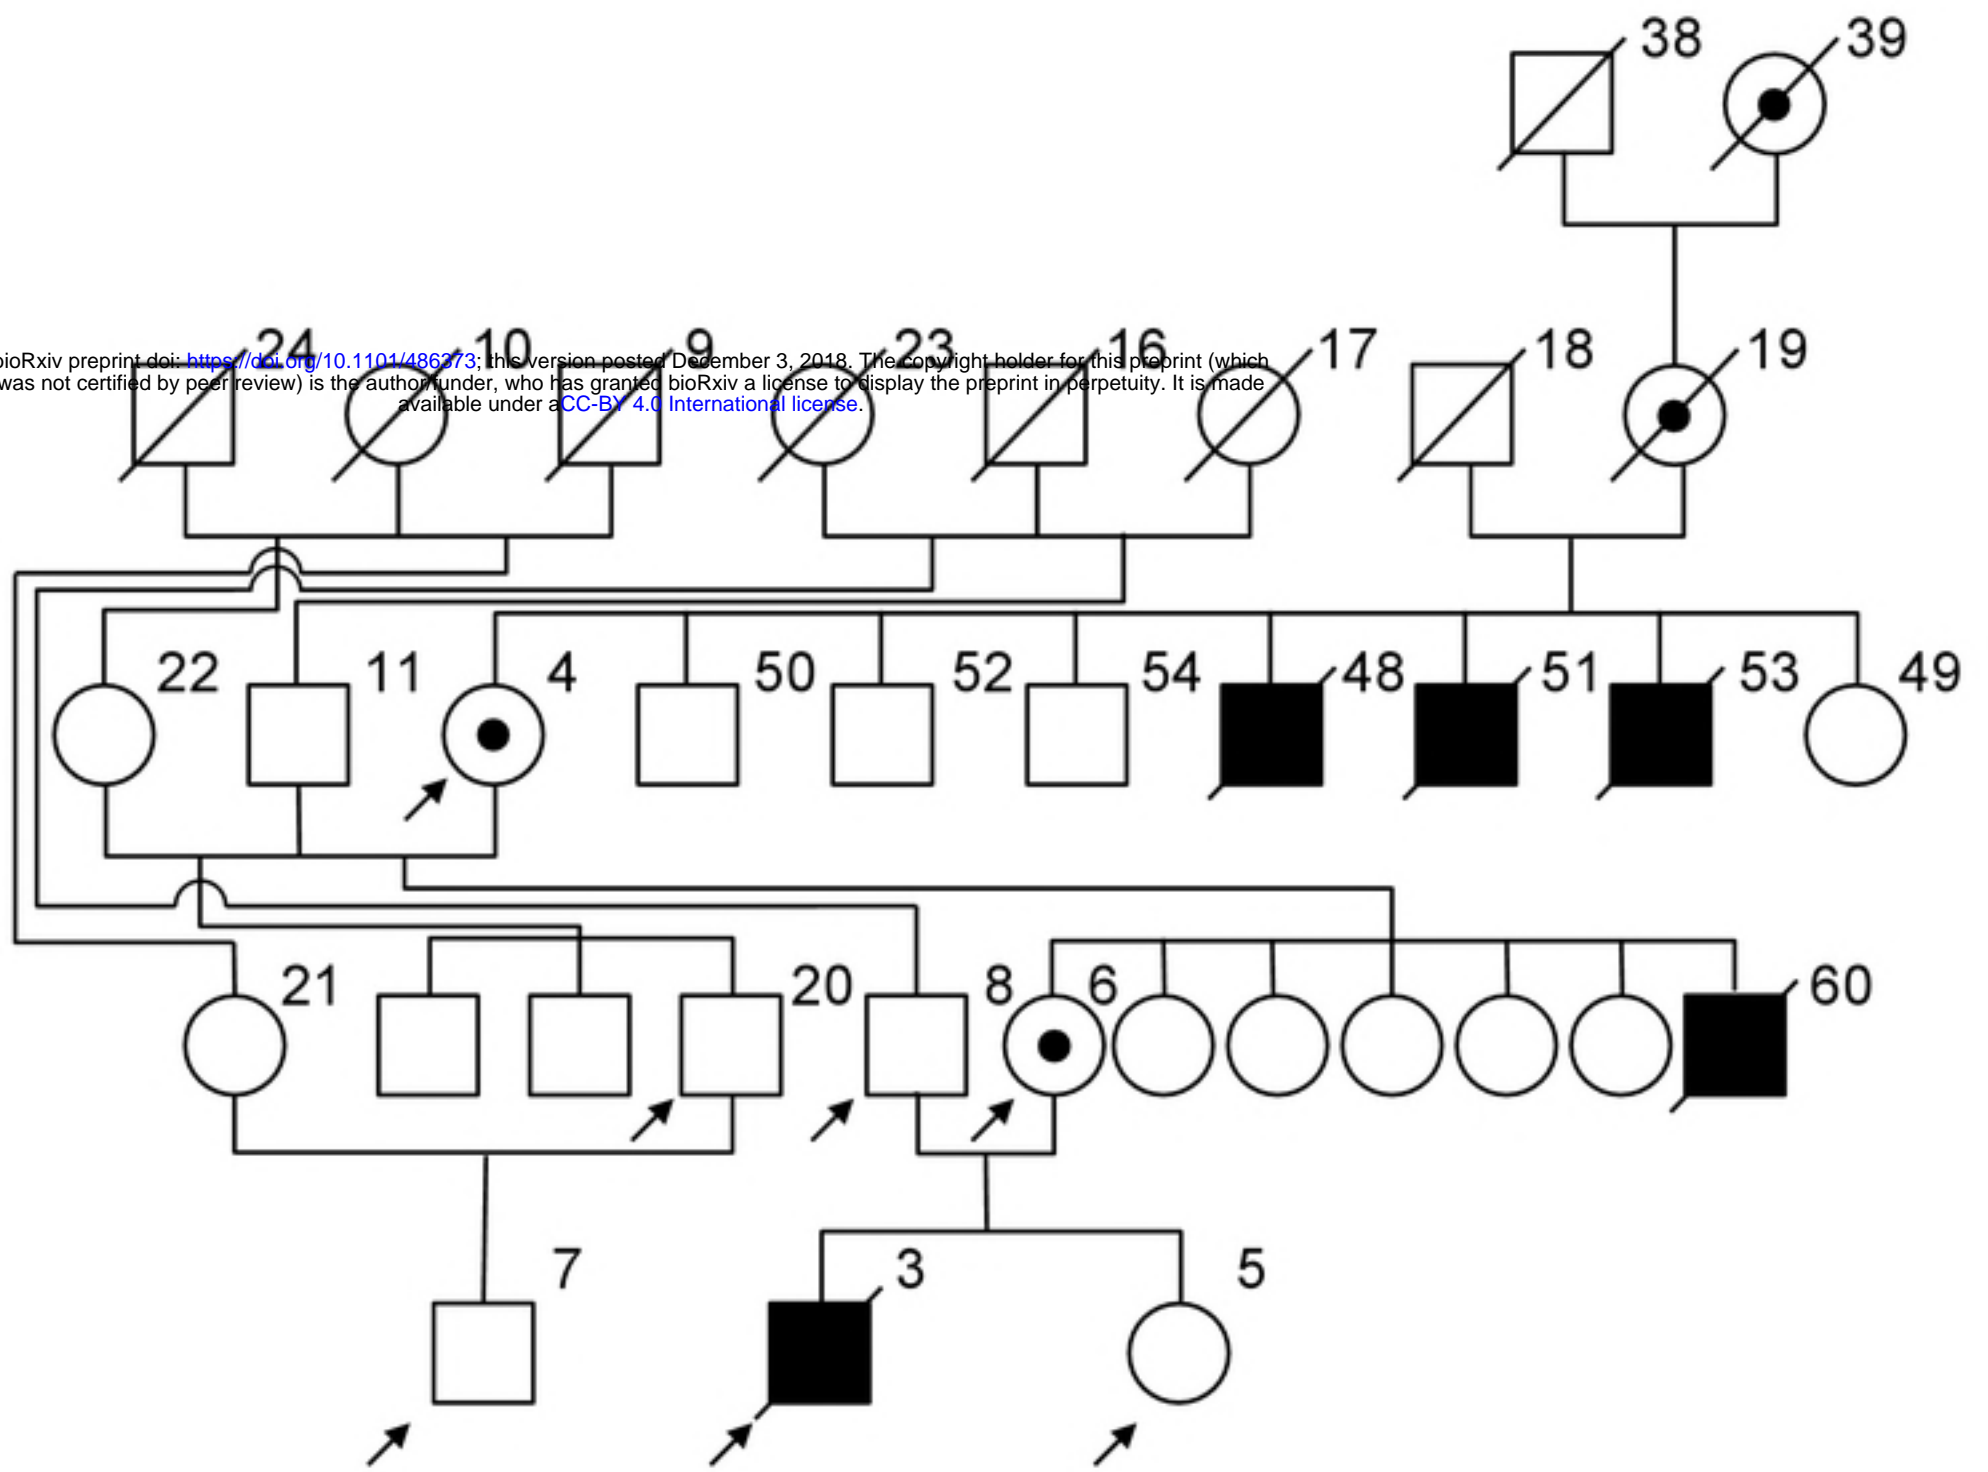 38 39
24 10 9 23 16 17 18 19
bioRxiv preprint doi: https://doi.org/10.1101/486373; this version posted December 3, 2018. The copyright holder for this preprint (which
was not certified by peer review) is the author/funder, who has granted bioRxiv a license to display the preprint in perpetuity. It is made
available under aCC-BY 4.0 International license.
22 11 4 50 52 54 48 51 53 49
21 20 8 6 60
7 3 5